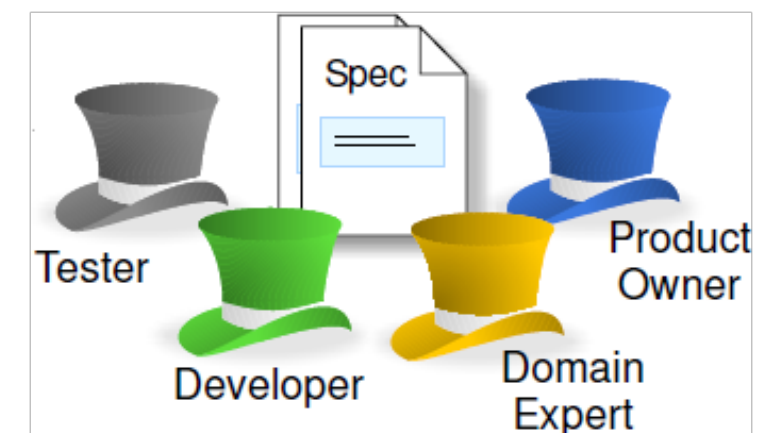 Spec
Tester
Product
Owner
Developer
Domain
Expert